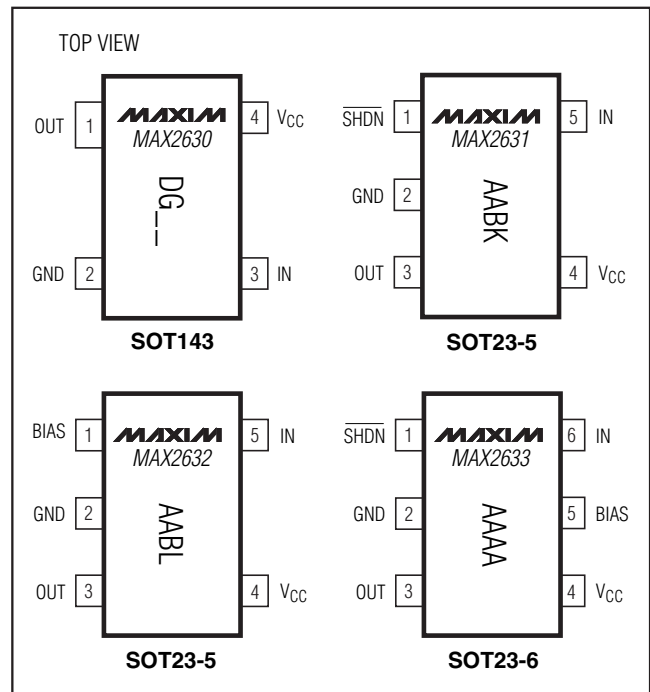 TOP VIEW
OUT 1 MAXIM 4 VCC
MAX2630
DG__
GND 2 3 IN
SOT143
SHDN 1 MAXIM 5 IN
MAX2631
GND 2
AABK
OUT 3 4 VCC
SOT23-5
BIAS 1 MAXIM 5 IN
MAX2632
GND 2
AABL
OUT 3 4 VCC
SOT23-5
SHDN 1 MAXIM 6 IN
MAX2633
GND 2 5 BIAS
AAAA
OUT 3 4 VCC
SOT23-6